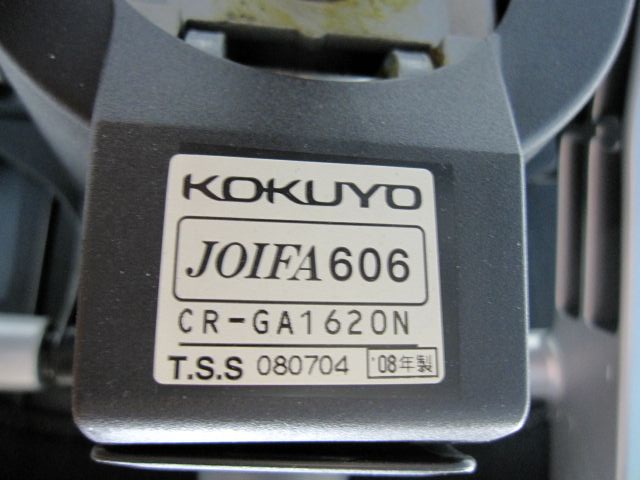 KOKUYO
JOIFA606
CR-GA1620N
T.S.S 080704 '08年製